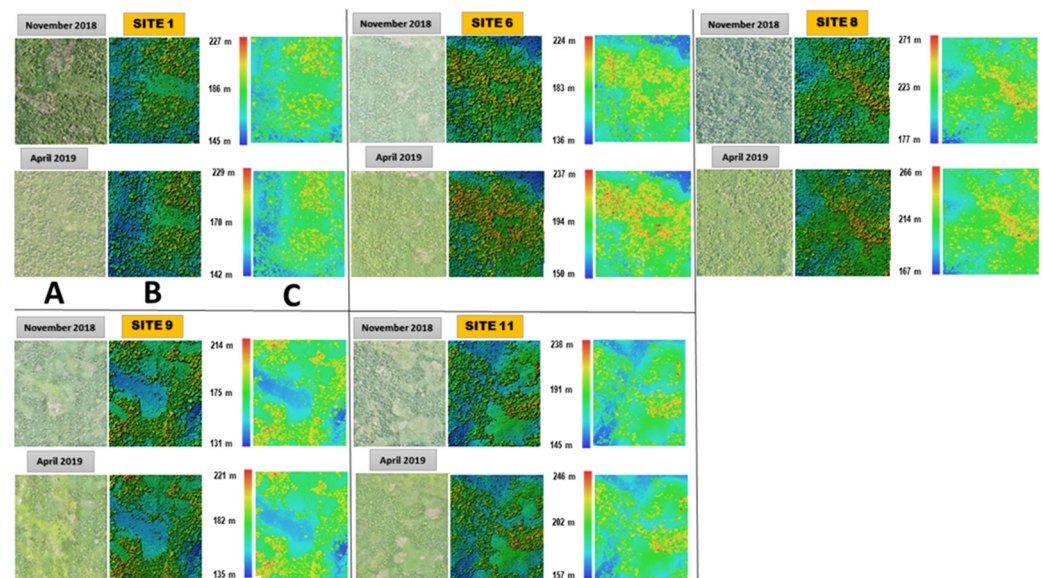 November 2018
SITE 1
227 m
186 m
145 m
April 2019
229 m
170 m
142 m
A
B
C
November 2018
SITE 6
224 m
183 m
136 m
April 2019
237 m
194 m
150 m
November 2018
SITE 8
271 m
223 m
177 m
April 2019
266 m
214 m
167 m
November 2018
SITE 9
214 m
175 m
131 m
April 2019
221 m
182 m
135 m
November 2018
SITE 11
238 m
191 m
145 m
April 2019
246 m
202 m
157 m